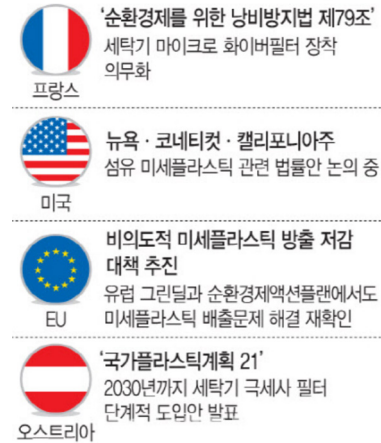 ‘순환경제를 위한 낭비방지법 제79조’
세탁기 마이크로 화이버필터 장착
의무화
프랑스
뉴욕 · 코네티컷 · 캘리포니아주
섬유 미세플라스틱 관련 법률안 논의 중
미국
비의도적 미세플라스틱 방출 저감
대책 추진
유럽 그린딜과 순환경제액션플랜에서도
미세플라스틱 배출문제 해결 재확인
EU
‘국가플라스틱계획 21’
2030년까지 세탁기 극세사 필터
단계적 도입안 발표
오스트리아